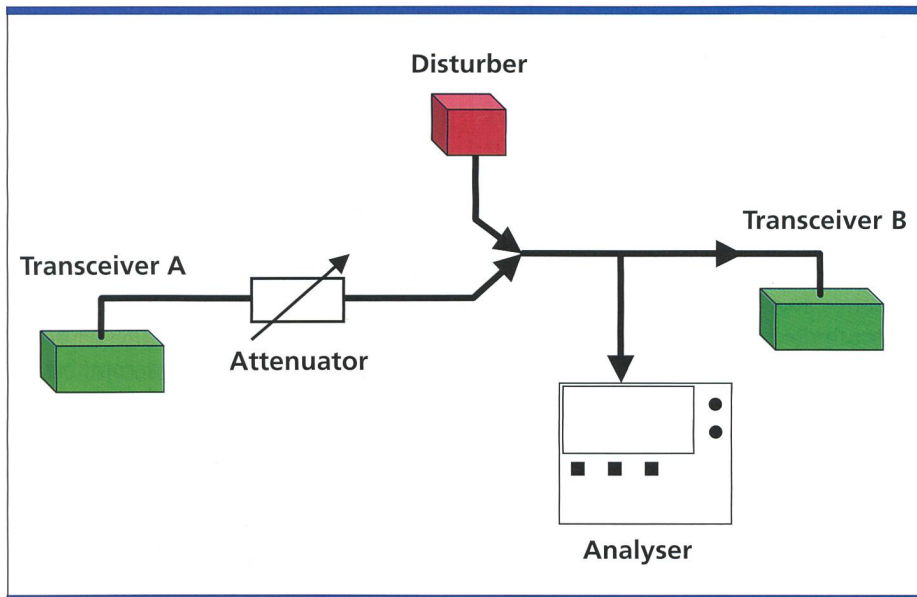 Disturber
Transceiver B
Transceiver A
Attenuator
Analyser